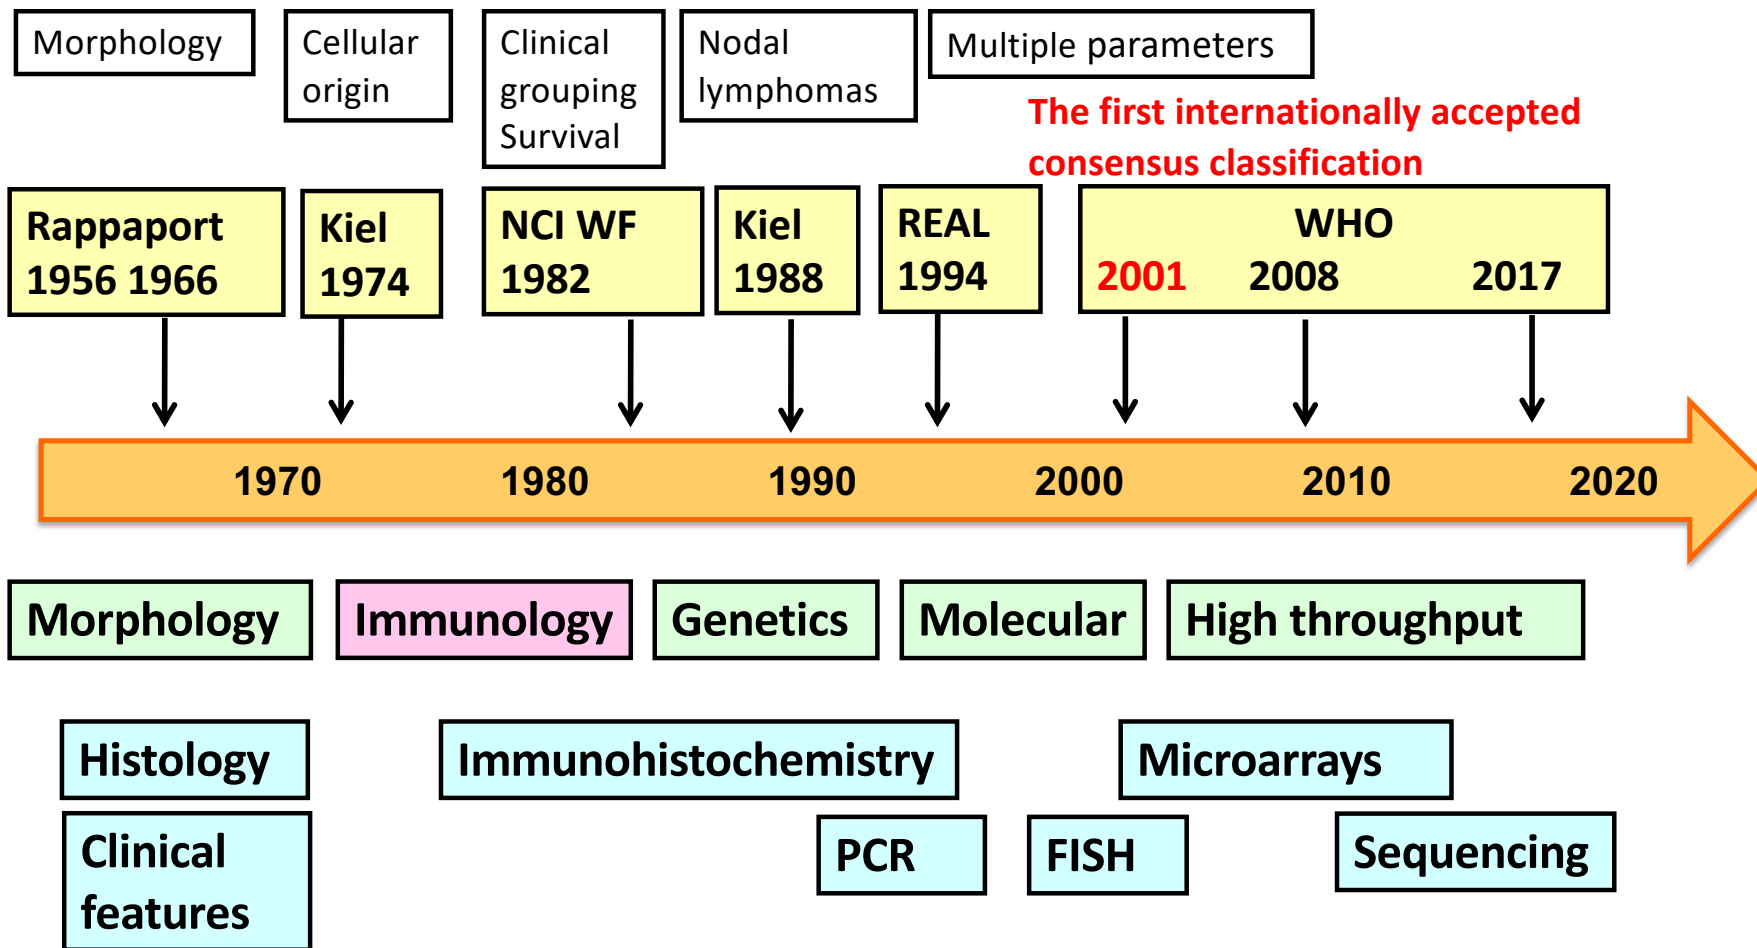 Morphology
Cellular
origin
Clinical
grouping
Survival
Nodal
lymphomas
Multiple parameters
The first internationally accepted
consensus classification
Rappaport
1956 1966
Kiel
1974
NCI WF
1982
Kiel
1988
REAL
1994
WHO
2001 2008 2017
1970 1980 1990 2000 2010 2020
Morphology
Immunology
Genetics
Molecular
High throughput
Histology
Immunohistochemistry
Microarrays
Clinical
features
PCR
FISH
Sequencing